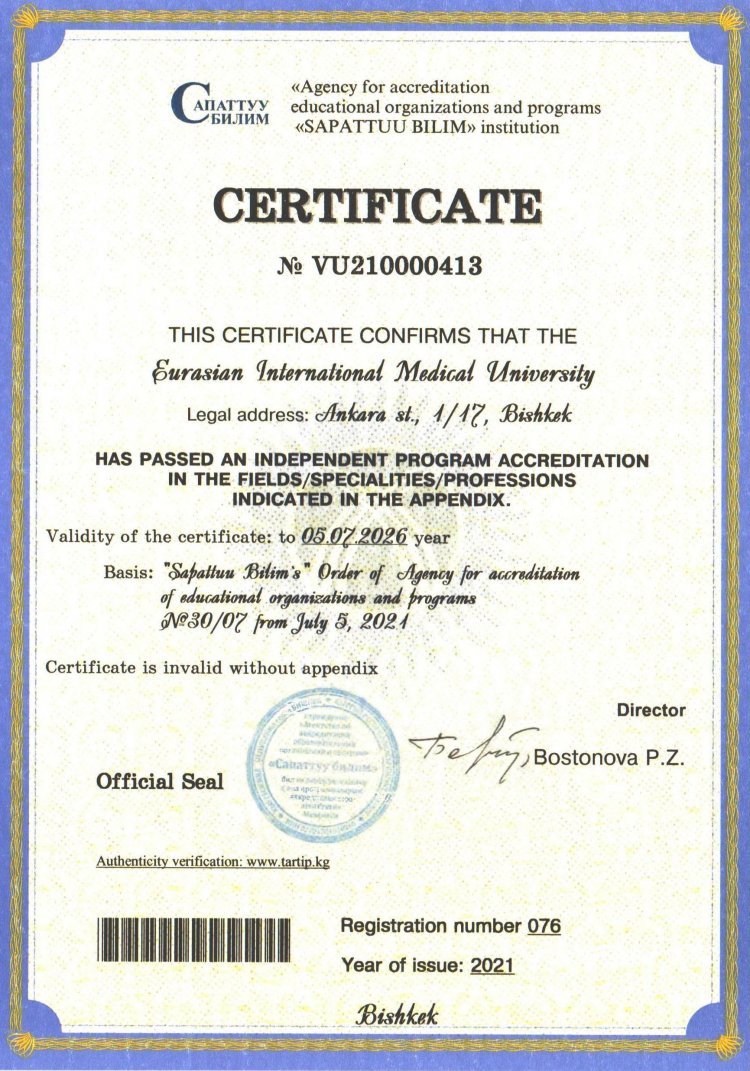 САПАТТУУ
БИЛИМ
«Agency for accreditation
educational organizations and programs
«SAPATTUU BILIM» institution
CERTIFICATE
№ VU210000413
THIS CERTIFICATE CONFIRMS THAT THE
Eurasian International Medical University
Legal address: Ankara st., 1/17, Bishkek
HAS PASSED AN INDEPENDENT PROGRAM ACCREDITATION
IN THE FIELDS/SPECIALITIES/PROFESSIONS
INDICATED IN THE APPENDIX.
Validity of the certificate: to 05.07.2026 year
Basis: "Sapattuu Bilim's" Order of Agency for accreditation
of educational organizations and programs
№30/07 from July 5, 2021
Certificate is invalid without appendix
Director
«Сапаттуу билим»
Bostonova P.Z.
Official Seal
Authenticity verification: www.tartip.kg
Registration number 076
Year of issue: 2021
Bishkek